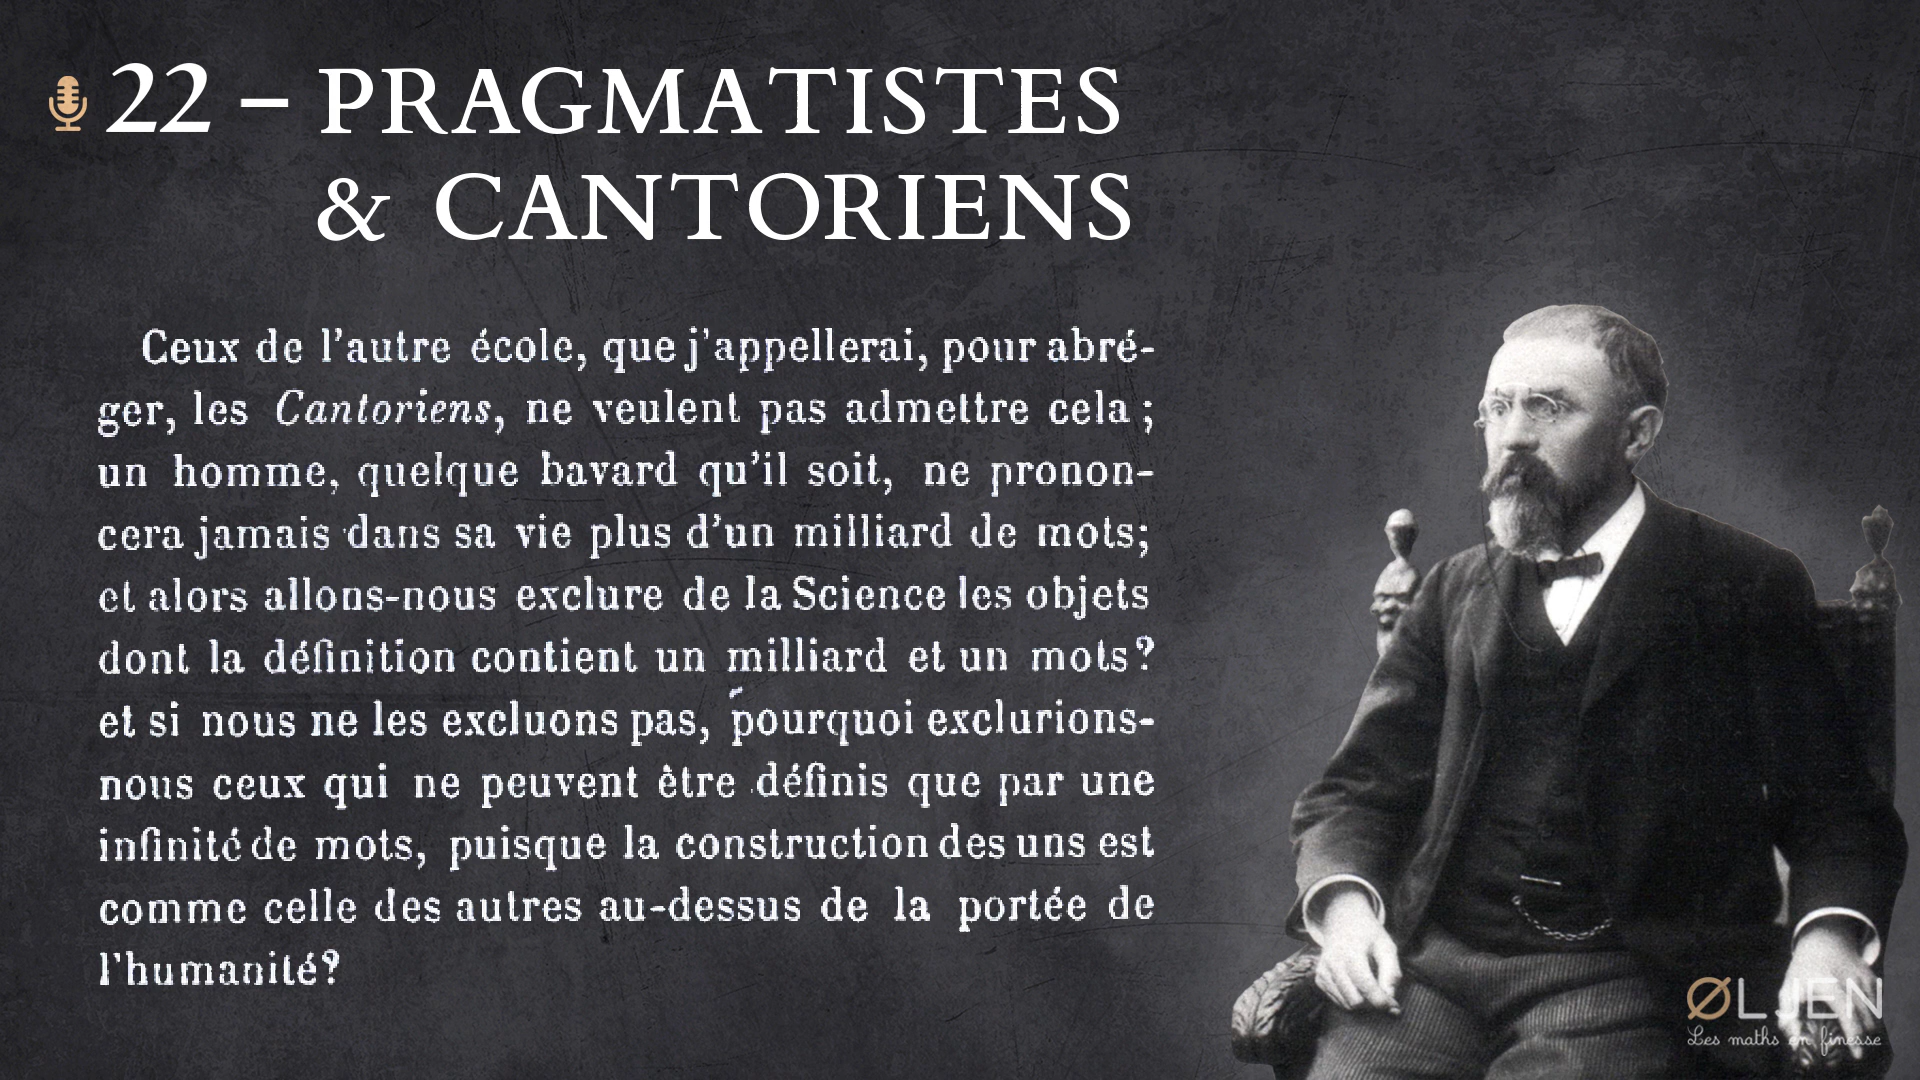 22 – PRAGMATISTES
& CANTORIENS
Ceux de l'autre école, que j'appellerai, pour abré-
ger, les Cantoriens, ne veulent pas admettre cela ;
un homme, quelque bavard qu'il soit, ne pronon-
cera jamais dans sa vie plus d'un milliard de mots;
et alors allons-nous exclure de la Science les objets
dont la définition contient un milliard et un mots?
et si nous ne les excluons pas, pourquoi exclurions-
nous ceux qui ne peuvent être définis que par une
infinité de mots, puisque la construction des uns est
comme celle des autres au-dessus de la portée de
l'humanité?
ØLJEN
Les maths en finesse